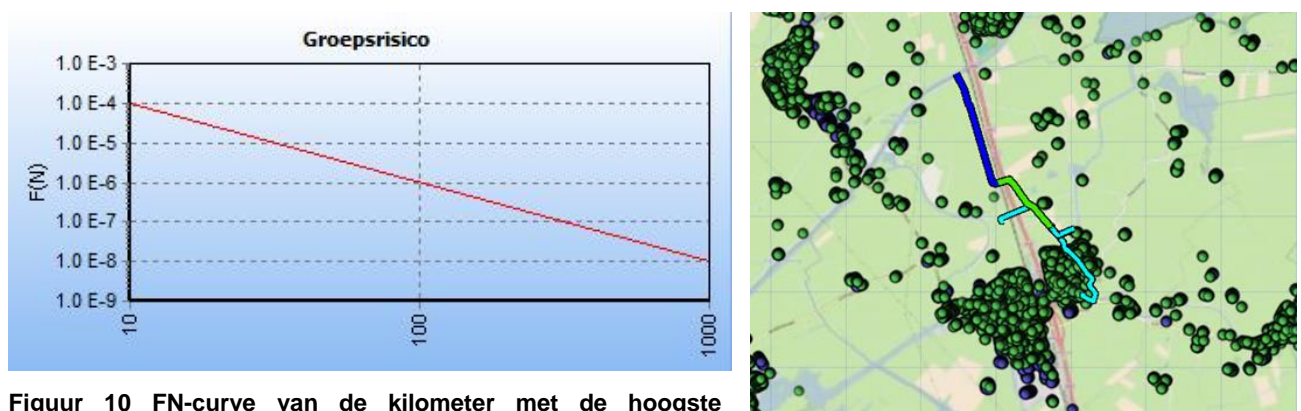 Groepsrisico
1.0 E-3
1.0 E-4
1.0 E-5
1.0 E-6
1.0 E-7
1.0 E-8
1.0 E-9
F(N)
10
100
1000
Figuur 10 FN-curve van de kilometer met de hoogste